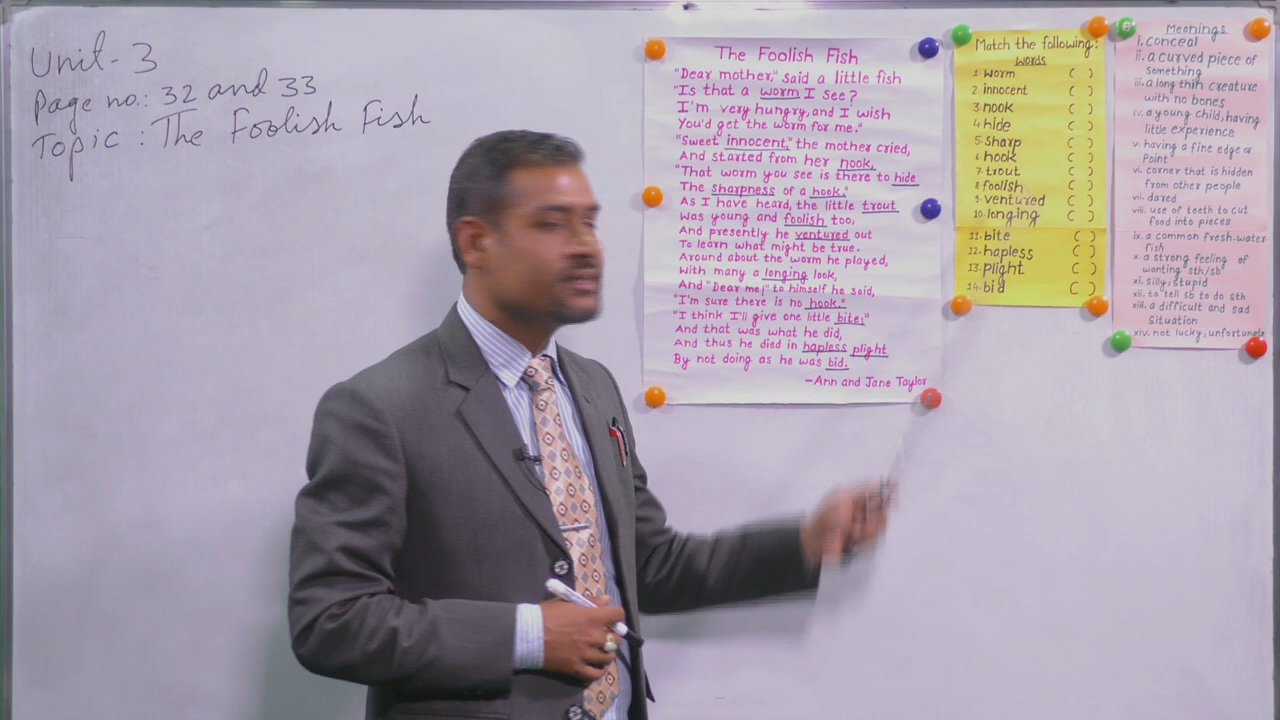 Unit- 3
Page no.: 32 and 33
Topic : The Foolish Fish
The Foolish Fish
"Dear mother," said a little fish
"Is that a worm I see?
I'm very hungry, and I wish
You'd get the worm for me."
"Sweet innocent," the mother cried,
And started from her nook,
"That worm you see is there to hide
The sharpness of a hook,"
As I have heard, the little trout
Was young and foolish too,
And presently he ventured out
To learn what might be true.
Around about the worm he played,
With many a longing look,
And "Dear me!" to himself he said,
"I'm sure there is no hook."
"I think I'll give one little bite;"
And that was what he did,
And thus he died in hapless plight
By not doing as he was bid.
-Ann and Jane Taylor
Match the following:
Words
1. worm ( )
2. innocent ( )
3. nook ( )
4. hide ( )
5. sharp ( )
6. hook ( )
7. trout ( )
8. foolish ( )
9. ventured ( )
10. longing ( )
11. bite ( )
12. hapless ( )
13. plight ( )
14. bid ( )
Meanings
i. conceal
ii. a curved piece of
something
iii. a long thin creature
with no bones
iv. a young child, having
little experience
v. having a fine edge or
Point
vi. corner that is hidden
from other people
vii. dared
viii. use of teeth to cut
food into pieces
ix. a common fresh-water
fish
x. a strong feeling of
wanting sth/sb
xi. silly, stupid
xii. to tell sb to do sth
xiii. a difficult and sad
Situation
xiv. not lucky, unfortunate